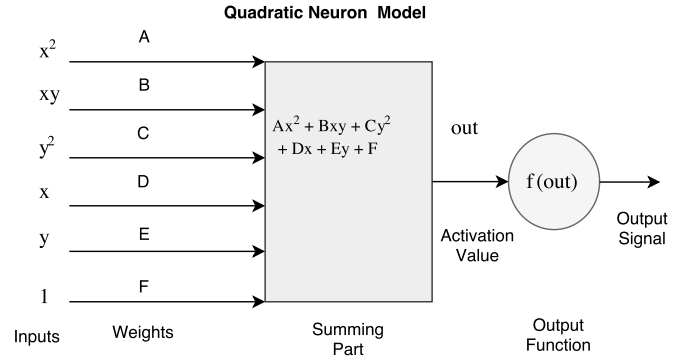 Quadratic Neuron Model
x² A
xy B
y² C
x D
y E
1 F
Ax² + Bxy + Cy²
+ Dx + Ey + F
out
f(out)
Activation
Value
Output
Signal
Inputs
Weights
Summing
Part
Output
Function